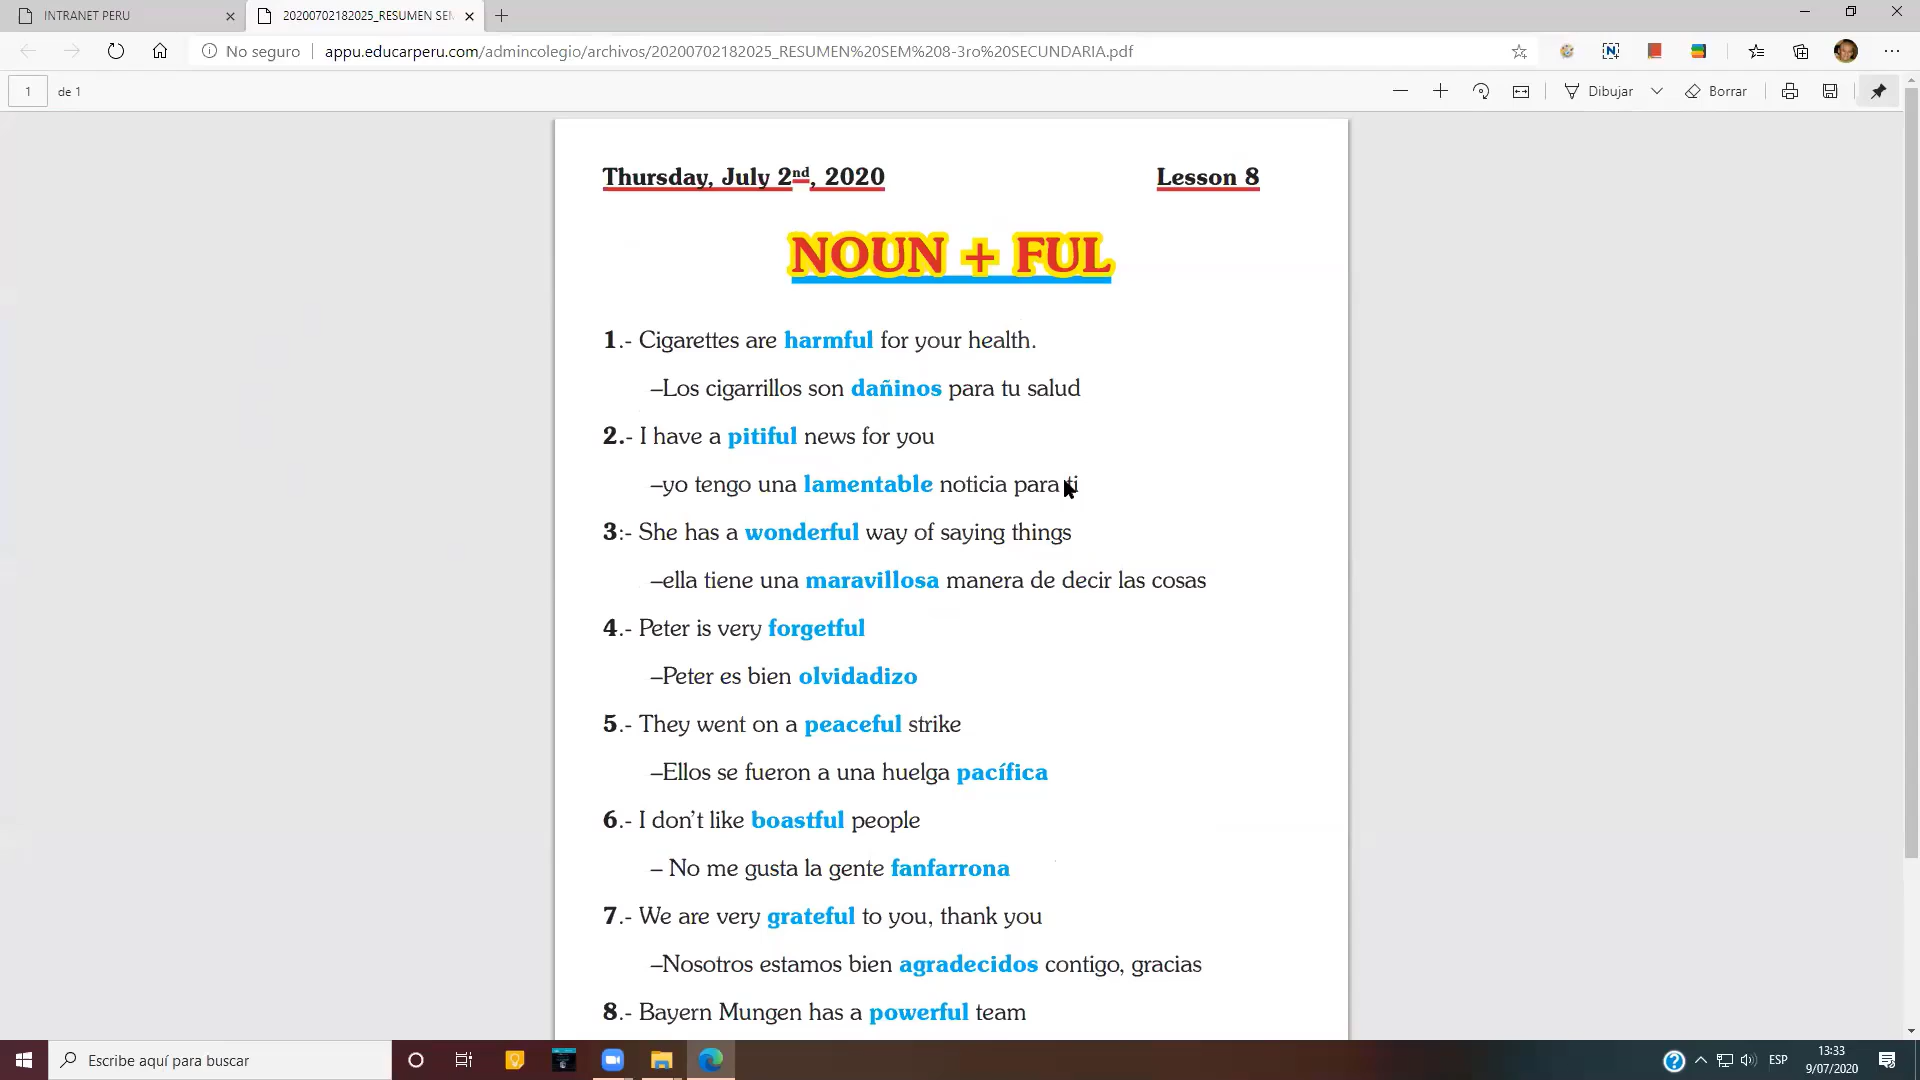 INTRANET PERU
20200702182025_RESUMEN SEM
No seguro
appu.educarperu.com/admincolegio/archivos/20200702182025_RESUMEN%20SEM%208-3ro%20SECUNDARIA.pdf
1 de 1
Dibujar
Borrar
Thursday, July 2nd, 2020
Lesson 8
NOUN + FUL
1.- Cigarettes are harmful for your health.
–Los cigarrillos son dañinos para tu salud
2.- I have a pitiful news for you
–yo tengo una lamentable noticia para ti
3:- She has a wonderful way of saying things
–ella tiene una maravillosa manera de decir las cosas
4.- Peter is very forgetful
–Peter es bien olvidadizo
5.- They went on a peaceful strike
–Ellos se fueron a una huelga pacífica
6.- I don't like boastful people
– No me gusta la gente fanfarrona
7.- We are very grateful to you, thank you
–Nosotros estamos bien agradecidos contigo, gracias
8.- Bayern Mungen has a powerful team
Escribe aquí para buscar
ESP
13:33
9/07/2020